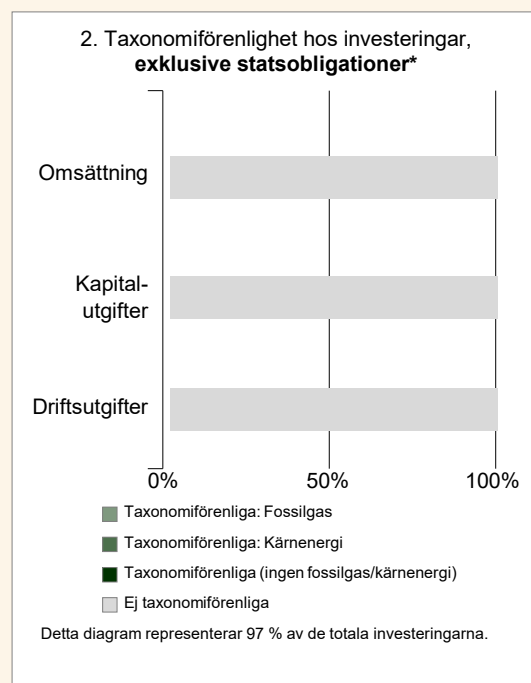 2. Taxonomiförenlighet hos investeringar,
exklusive statsobligationer*
Omsättning
Kapital-
utgifter
Driftsutgifter
0% 50% 100%
Taxonomiförenliga: Fossilgas
Taxonomiförenliga: Kärnenergi
Taxonomiförenliga (ingen fossilgas/kärnenergi)
Ej taxonomiförenliga
Detta diagram representerar 97 % av de totala investeringarna.